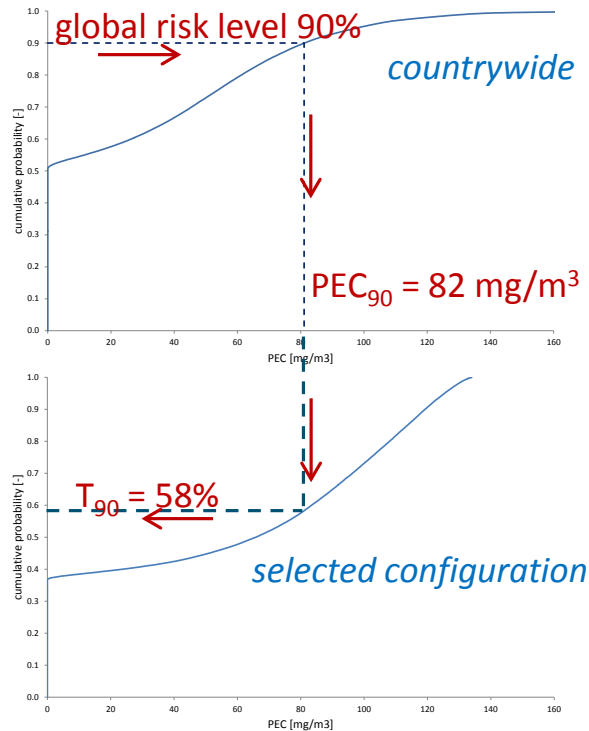 global risk level 90%
countrywide
cumulative probability [-]
1.0
0.9
0.8
0.7
0.6
0.5
0.4
0.3
0.2
0.1
0.0
PEC₉₀ = 82 mg/m³
0 20 40 60 80 100 120 140 160
PEC [mg/m3]
cumulative probability [-]
1.0
0.9
0.8
0.7
0.6
0.5
0.4
0.3
0.2
0.1
0.0
T₉₀ = 58%
selected configuration
0 20 40 60 80 100 120 140 160
PEC [mg/m3]